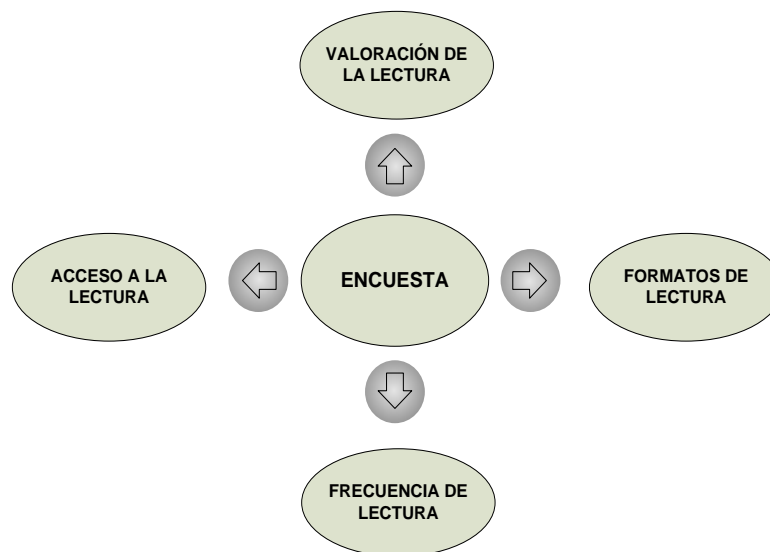 VALORACIÓN DE
LA LECTURA
ACCESO A LA
LECTURA
ENCUESTA
FORMATOS DE
LECTURA
FRECUENCIA DE
LECTURA